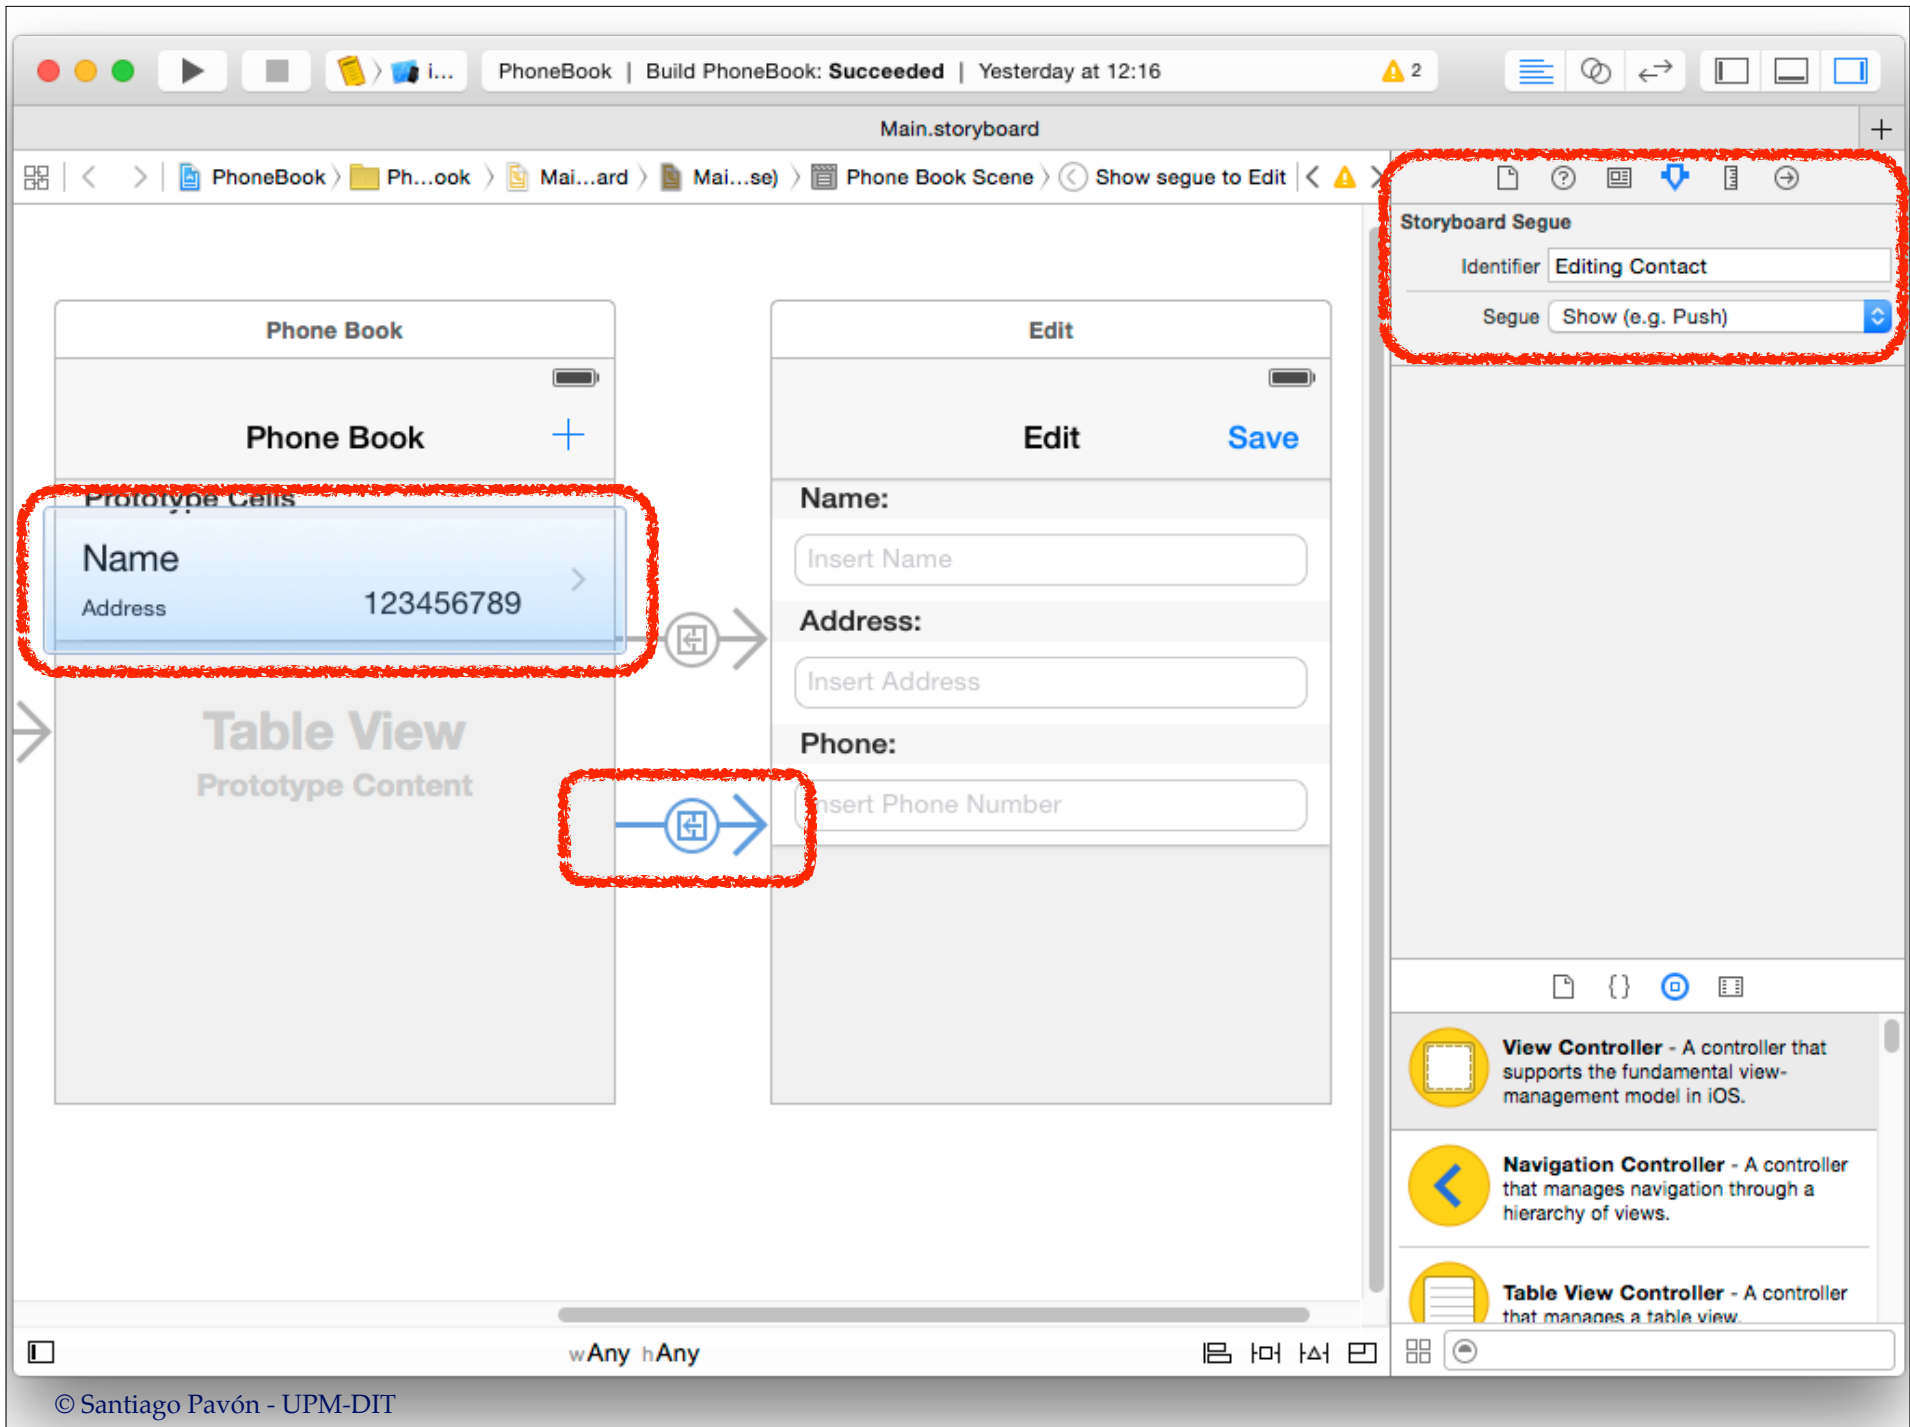 i...
PhoneBook | Build PhoneBook: Succeeded | Yesterday at 12:16
2
Main.storyboard
PhoneBook
Ph...ook
Mai...ard
Mai...se)
Phone Book Scene
Show segue to Edit
Storyboard Segue
Identifier Editing Contact
Segue Show (e.g. Push)
Phone Book
Phone Book
Prototype Cells
Name
Address 123456789
Table View
Prototype Content
Edit
Edit Save
Name:
Insert Name
Address:
Insert Address
Phone:
Insert Phone Number
View Controller - A controller that
supports the fundamental view-
management model in iOS.
Navigation Controller - A controller
that manages navigation through a
hierarchy of views.
Table View Controller - A controller
that manages a table view.
wAny hAny
© Santiago Pavón - UPM-DIT